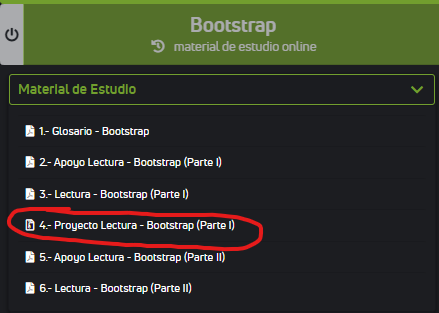 Bootstrap
material de estudio online
Material de Estudio
1.- Glosario - Bootstrap
2.- Apoyo Lectura - Bootstrap (Parte I)
3.- Lectura - Bootstrap (Parte I)
4.- Proyecto Lectura - Bootstrap (Parte I)
5.- Apoyo Lectura - Bootstrap (Parte II)
6.- Lectura - Bootstrap (Parte II)